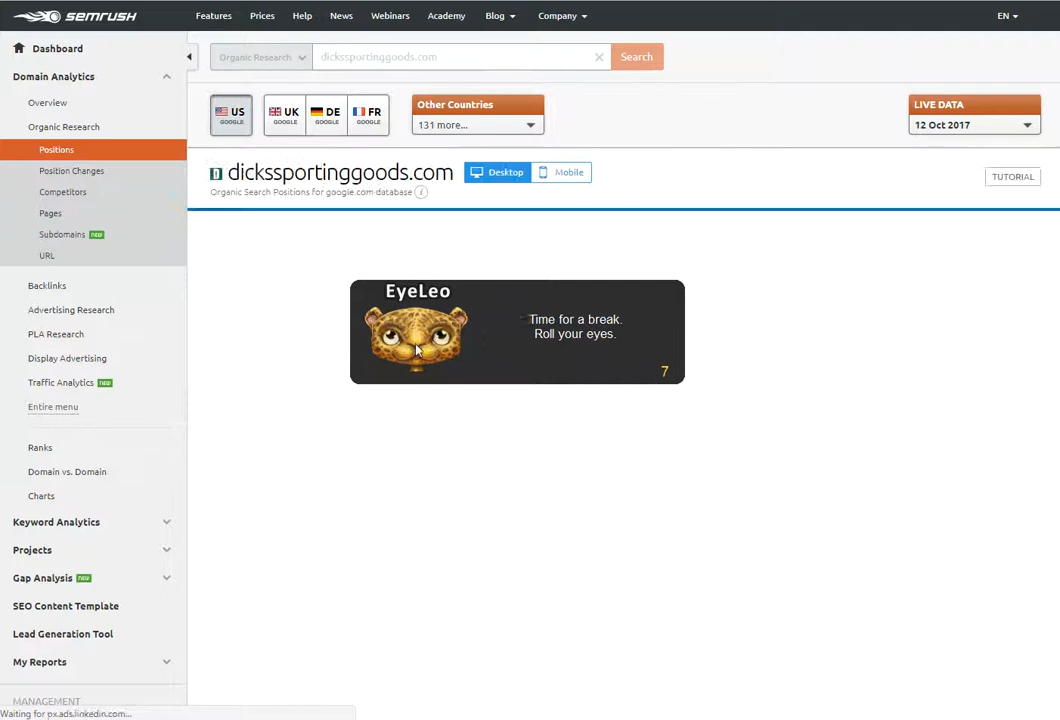 SEMRUSH
Features Prices Help News Webinars Academy Blog Company EN
Dashboard
Domain Analytics
Overview
Organic Research
Positions
Position Changes
Competitors
Pages
Subdomains NEW
URL
Backlinks
Advertising Research
PLA Research
Display Advertising
Traffic Analytics NEW
Entire menu
Ranks
Domain vs. Domain
Charts
Keyword Analytics
Projects
Gap Analysis NEW
SEO Content Template
Lead Generation Tool
My Reports
MANAGEMENT
Waiting for px.ads.linkedin.com...
Organic Research dickssportinggoods.com Search
US GOOGLE
UK GOOGLE
DE GOOGLE
FR GOOGLE
Other Countries
131 more...
LIVE DATA
12 Oct 2017
dickssportinggoods.com Desktop Mobile
TUTORIAL
Organic Search Positions for google.com database i
EyeLeo
Time for a break.
Roll your eyes.
7